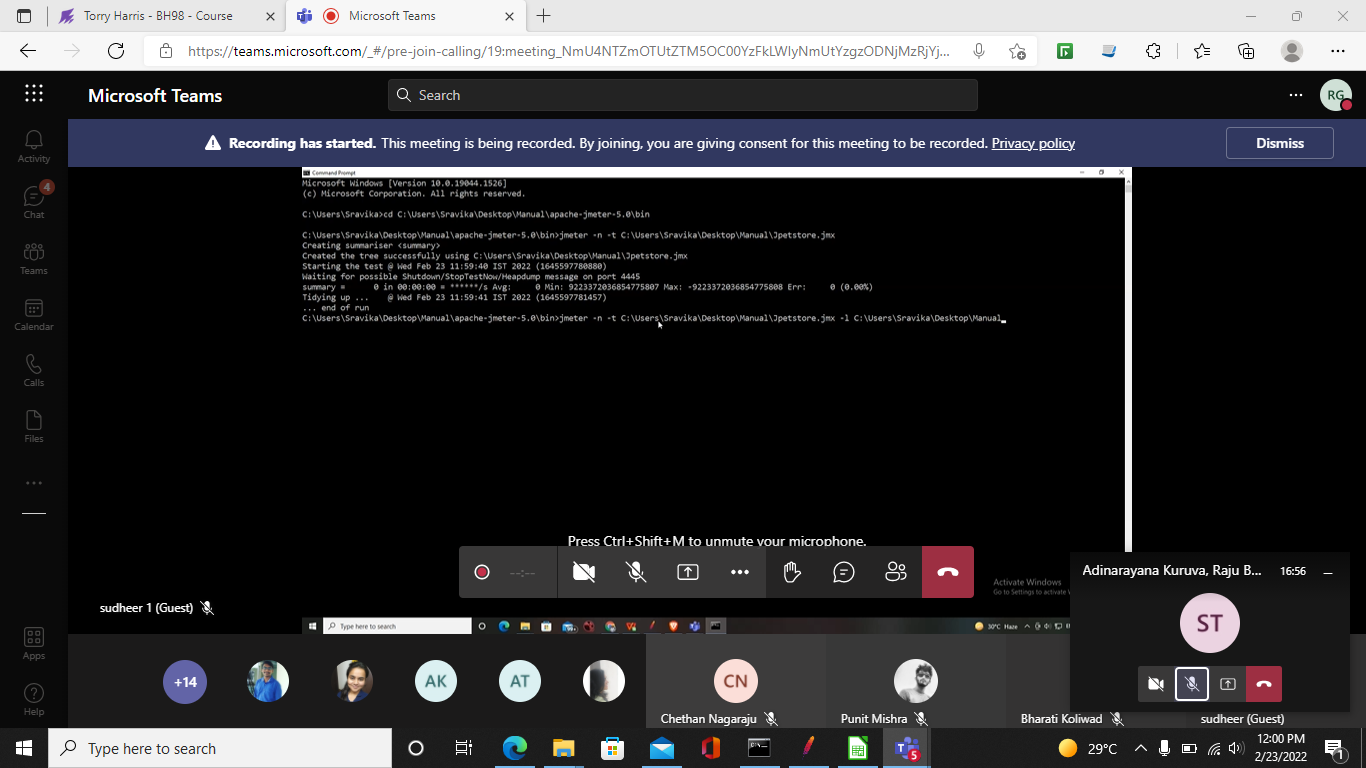 Torry Harris - BH98 - Course
Microsoft Teams
https://teams.microsoft.com/_#/pre-join-calling/19:meeting_NmU4NTZmOTUtZTM5OC00YzFkLWIyNmUtYzgzODNjMzRjYj...
Microsoft Teams
Search
RG
Activity
4
Chat
Teams
Calendar
Calls
Files
Apps
Help
Recording has started. This meeting is being recorded. By joining, you are giving consent for this meeting to be recorded. Privacy policy
Dismiss
Command Prompt
Microsoft Windows [Version 10.0.19044.1526]
(c) Microsoft Corporation. All rights reserved.
C:\Users\Sravika>cd C:\Users\Sravika\Desktop\Manual\apache-jmeter-5.0\bin
C:\Users\Sravika\Desktop\Manual\apache-jmeter-5.0\bin>jmeter -n -t C:\Users\Sravika\Desktop\Manual\Jpetstore.jmx
Creating summariser <summary>
Created the tree successfully using C:\Users\Sravika\Desktop\Manual\Jpetstore.jmx
Starting the test @ Wed Feb 23 11:59:40 IST 2022 (1645597780880)
Waiting for possible Shutdown/StopTestNow/Heapdump message on port 4445
summary =      0 in 00:00:00 = ******/s Avg:     0 Min: 9223372036854775807 Max: -9223372036854775808 Err:     0 (0.00%)
Tidying up ...    @ Wed Feb 23 11:59:41 IST 2022 (1645597781457)
... end of run
C:\Users\Sravika\Desktop\Manual\apache-jmeter-5.0\bin>jmeter -n -t C:\Users\Sravika\Desktop\Manual\Jpetstore.jmx -l C:\Users\Sravika\Desktop\Manual_
Press Ctrl+Shift+M to unmute your microphone.
--:--
Activate Windows
Go to Settings to activate
sudheer 1 (Guest)
Type here to search
30°C Haze
Adinarayana Kuruva, Raju B...
16:56
ST
+14
AK
AT
CN
Chethan Nagaraju
Punit Mishra
Bharati Koliwad
sudheer (Guest)
Type here to search
5
29°C
12:00 PM
2/23/2022
1